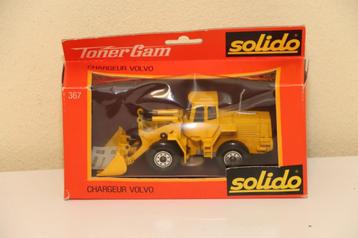 TonerGam
solido
CHARGEUR VOLVO
367
CHARGEUR VOLVO
solido